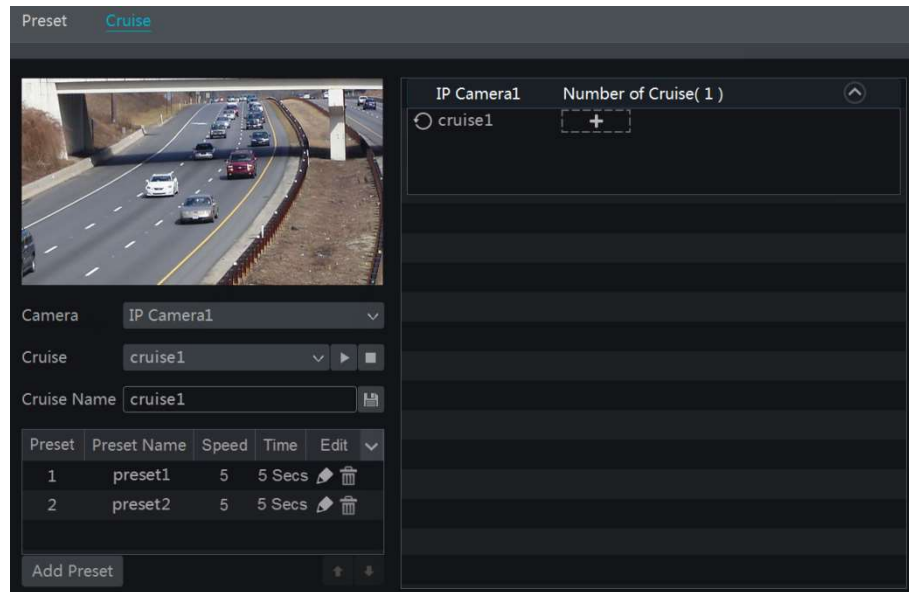 Preset Cruise
IP Camera1 Number of Cruise( 1 )
cruise1
Camera IP Camera1
Cruise cruise1
Cruise Name cruise1
Preset Preset Name Speed Time Edit
1 preset1 5 5 Secs
2 preset2 5 5 Secs
Add Preset